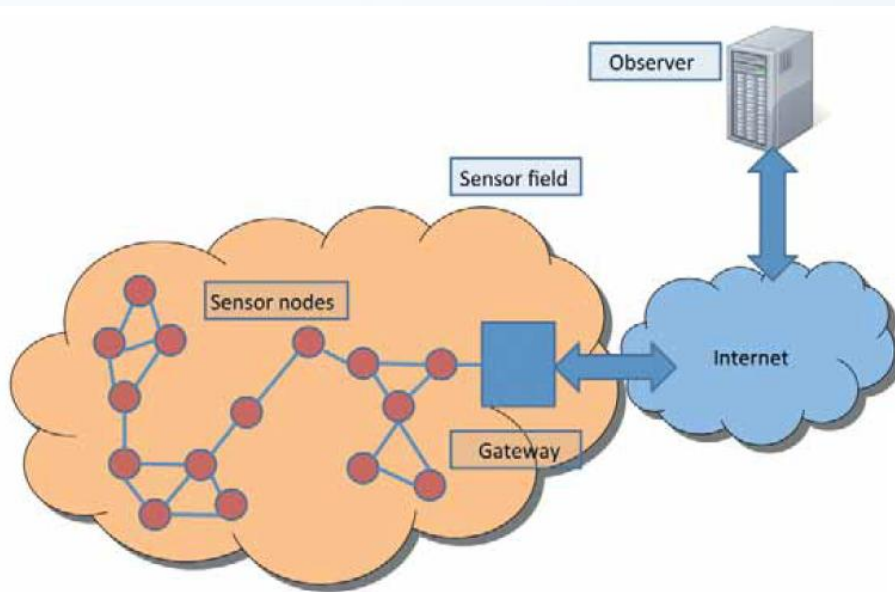 Observer
Sensor field
Sensor nodes
Internet
Gateway